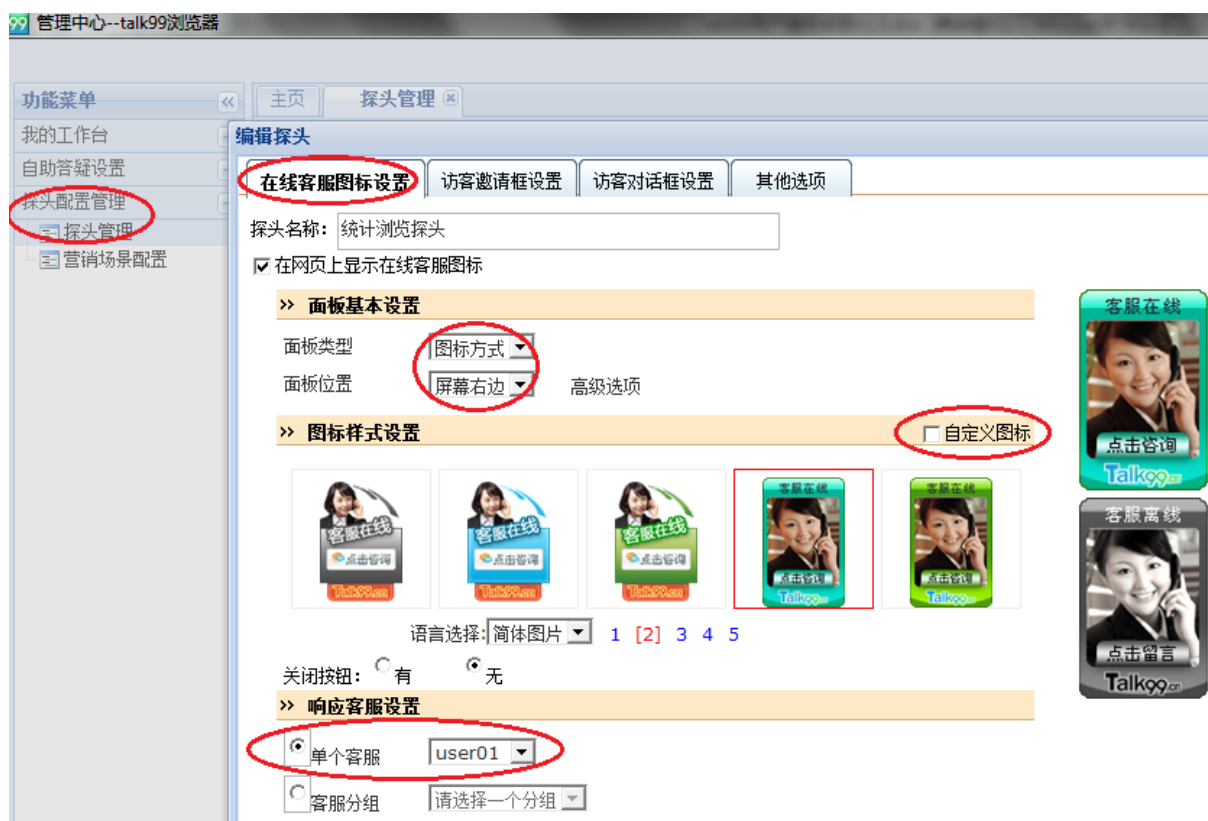 99 管理中心--talk99浏览器
功能菜单
主页 探头管理
我的工作台
自助答疑设置
探头配置管理
探头管理
营销场景配置
编辑探头
在线客服图标设置 访客邀请框设置 访客对话框设置 其他选项
探头名称: 统计浏览探头
在网页上显示在线客服图标
>> 面板基本设置
面板类型 图标方式
面板位置 屏幕右边 高级选项
>> 图标样式设置 自定义图标
客服在线 点击咨询 Talk99.cn
客服在线 点击咨询 Talk99.cn
客服在线 点击咨询 Talk99.cn
客服在线 点击咨询 Talk99.cn
客服在线 点击咨询 Talk99.cn
语言选择: 简体图片 1 [2] 3 4 5
关闭按钮: 有 无
>> 响应客服设置
单个客服 user01
客服分组 请选择一个分组
客服在线
点击咨询
Talk99.cn
客服离线
点击留言
Talk99.cn